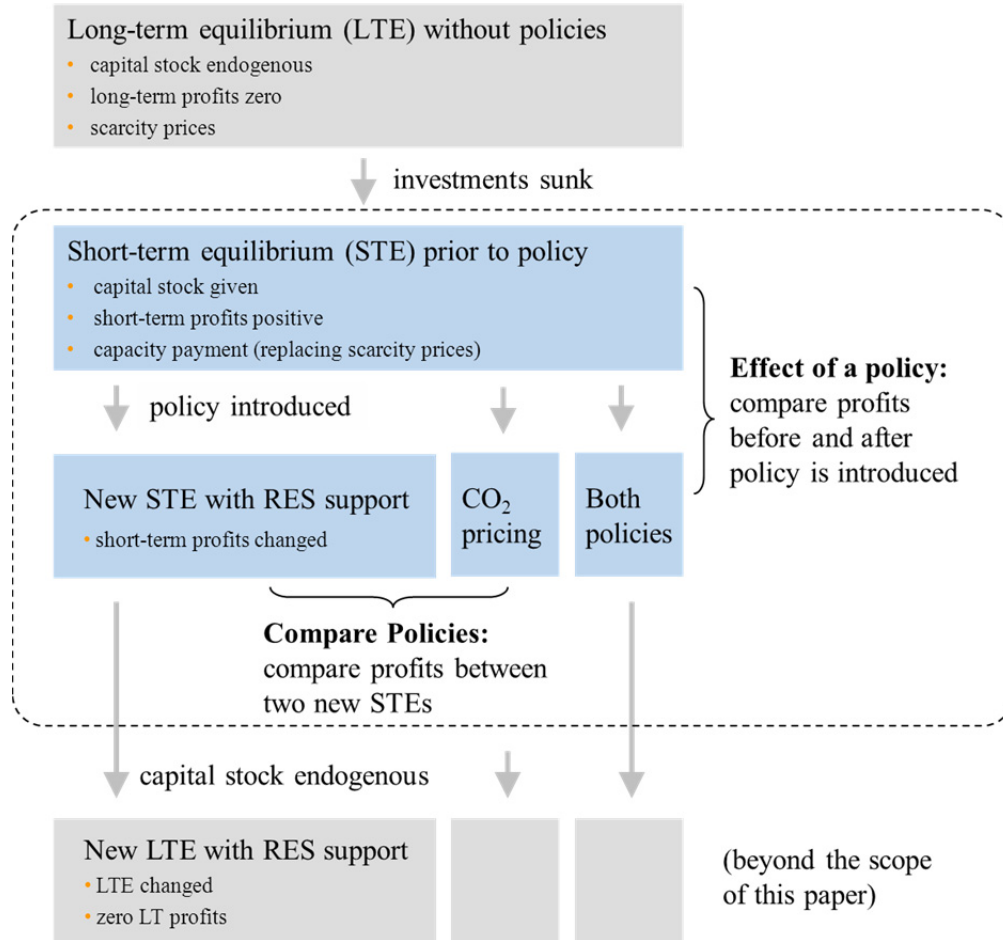 Long-term equilibrium (LTE) without policies
• capital stock endogenous
• long-term profits zero
• scarcity prices
investments sunk
Short-term equilibrium (STE) prior to policy
• capital stock given
• short-term profits positive
• capacity payment (replacing scarcity prices)
Effect of a policy:
compare profits
before and after
policy is introduced
policy introduced
New STE with RES support
• short-term profits changed
CO₂
pricing
Both
policies
Compare Policies:
compare profits between
two new STEs
capital stock endogenous
New LTE with RES support
• LTE changed
• zero LT profits
(beyond the scope
of this paper)